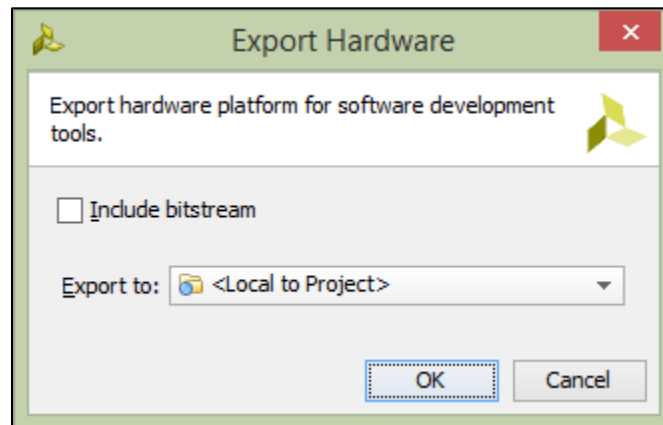 Export Hardware
Export hardware platform for software development
tools.
Include bitstream
Export to: <Local to Project>
OK Cancel